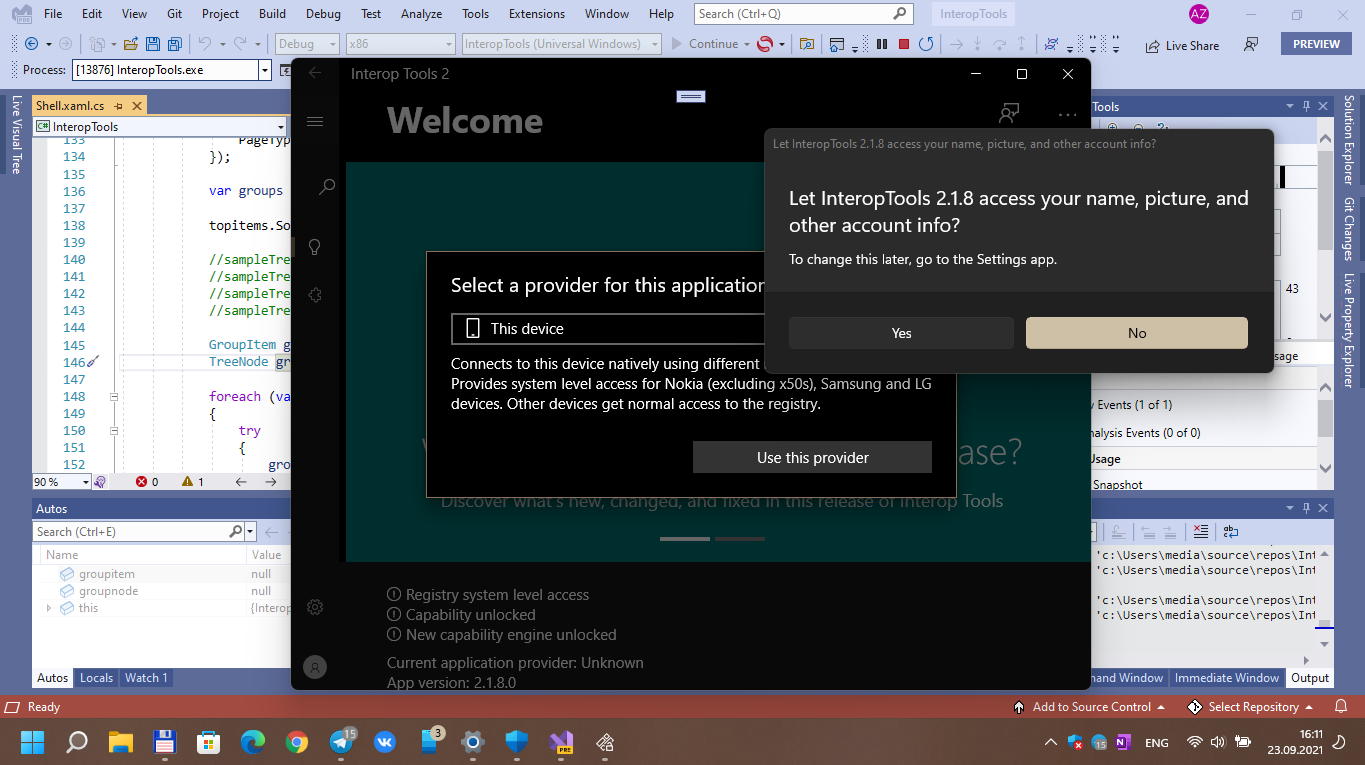 File Edit View Git Project Build Debug Test Analyze Tools Extensions Window Help Search (Ctrl+Q) InteropTools AZ
Debug x86 InteropTools (Universal Windows) Continue Live Share PREVIEW
Process: [13876] InteropTools.exe
Live Visual Tree
Shell.xaml.cs
InteropTools
133 PageTyp
134 });
135
136 var groups
137
138 topitems.So
139
140 //sampleTre
141 //sampleTre
142 //sampleTre
143 //sampleTre
144
145 GroupItem g
146 TreeNode gr
147
148 foreach (va
149 {
150 try
151 {
152 gro
90 % 0 1
Autos
Search (Ctrl+E)
Name Value
groupitem null
groupnode null
this {Interop
Autos Locals Watch 1
Interop Tools 2
Welcome
Select a provider for this application
This device
Connects to this device natively using different
Provides system level access for Nokia (excluding x50s), Samsung and LG
devices. Other devices get normal access to the registry.
Use this provider
ase?
Discover what's new, changed, and fixed in this release of Interop Tools
Registry system level access
Capability unlocked
New capability engine unlocked
Current application provider: Unknown
App version: 2.1.8.0
Let InteropTools 2.1.8 access your name, picture, and other account info?
Let InteropTools 2.1.8 access your name, picture, and
other account info?
To change this later, go to the Settings app.
Yes No
Tools
43
sage
Events (1 of 1)
nalysis Events (0 of 0)
Usage
Snapshot
'c:\Users\media\source\repos\Int
'c:\Users\media\source\repos\Int
'c:\Users\media\source\repos\Int
'c:\Users\media\source\repos\Int
mand Window Immediate Window Output
Solution Explorer
Git Changes
Live Property Explorer
Ready Add to Source Control Select Repository
15 3 PRE 15 ENG 16:11
23.09.2021